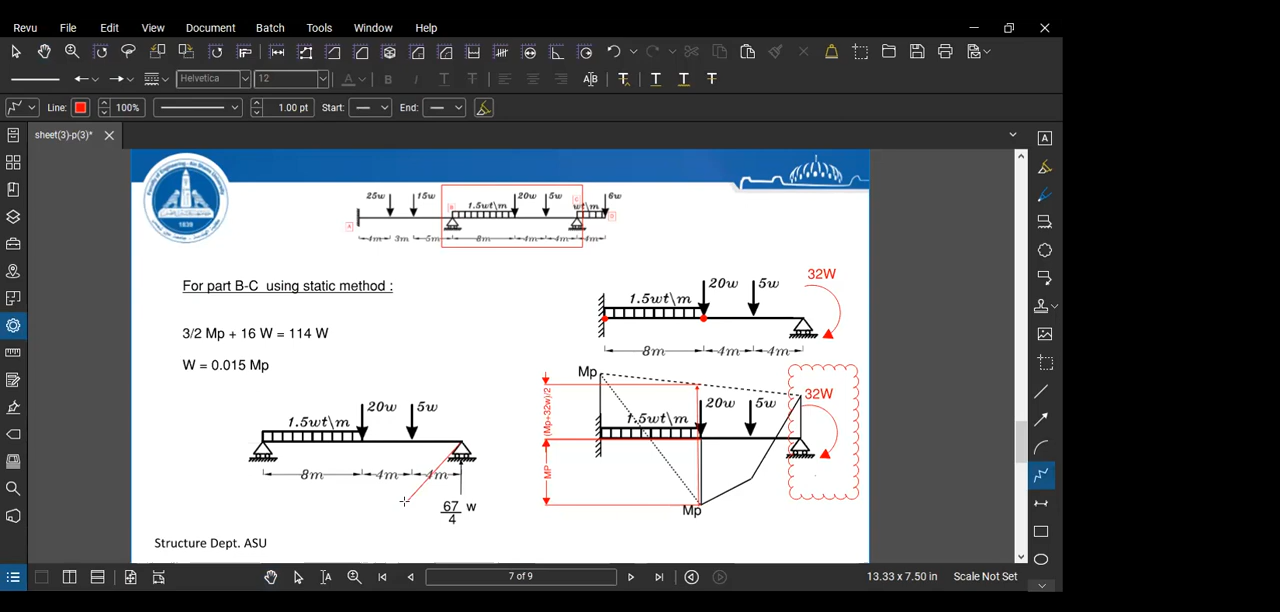 Revu File Edit View Document Batch Tools Window Help
Helvetica 12
Line: 100% 1.00 pt Start: End:
sheet(3)-p(3)*
1839
25w 15w 20w 5w 6w
B 1.5wt\m C wt\m
A D
4m 3m 5m 8m 4m 4m 4m
For part B-C using static method :
32W
20w 5w
1.5wt\m
3/2 Mp + 16 W = 114 W
8m 4m 4m
W = 0.015 Mp
Mp
32W
(Mp+32w)/2
20w 5w
1.5wt\m
20w 5w
1.5wt\m
8m 4m 4m
MP
67/4 w
Mp
Structure Dept. ASU
7 of 9
13.33 x 7.50 in Scale Not Set